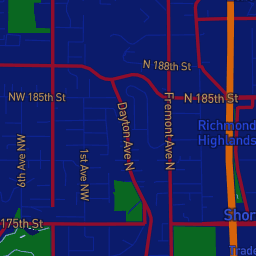 N 188th St
NW 185th St
N 185th St
Dayton Ave N
Fremont Ave N
Richmond
Highlands
6th Ave NW
1st Ave NW
175th St
Shor
Trade